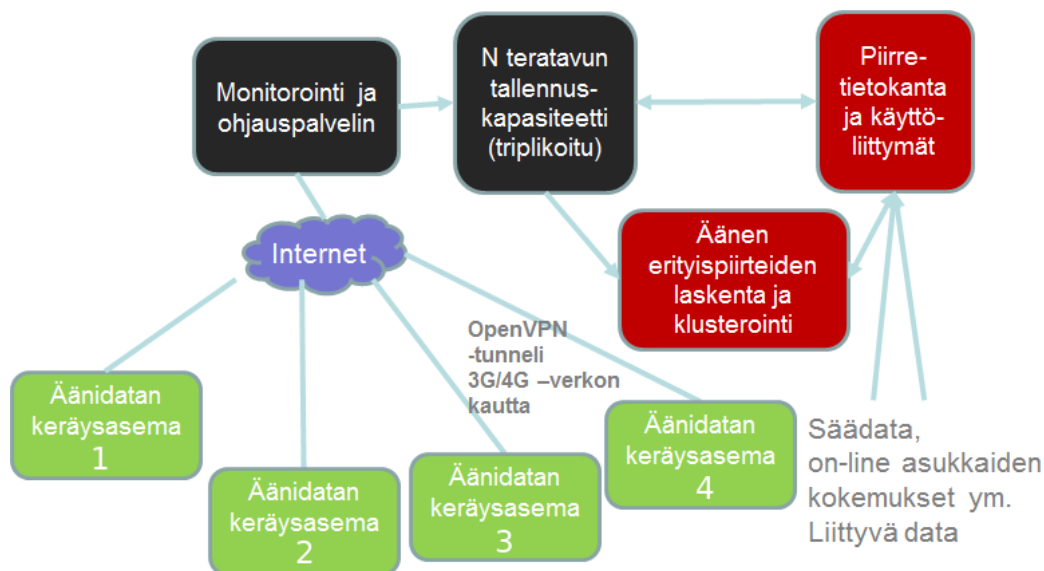 Monitorointi ja
ohjauspalvelin
N teratavun
tallennus-
kapasiteetti
(triplikoitu)
Piirre-
tietokanta
ja käyttö-
liittymät
Internet
Äänen
erityispiirteiden
laskenta ja
klusterointi
OpenVPN
-tunneli
3G/4G –verkon
kautta
Äänidatan
keräysasema
1
Äänidatan
keräysasema
2
Äänidatan
keräysasema
3
Äänidatan
keräysasema
4
Säädata,
on-line asukkaiden
kokemukset ym.
Liittyvä data